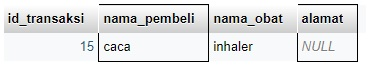 id_transaksi nama_pembeli nama_obat alamat
15 caca inhaler NULL